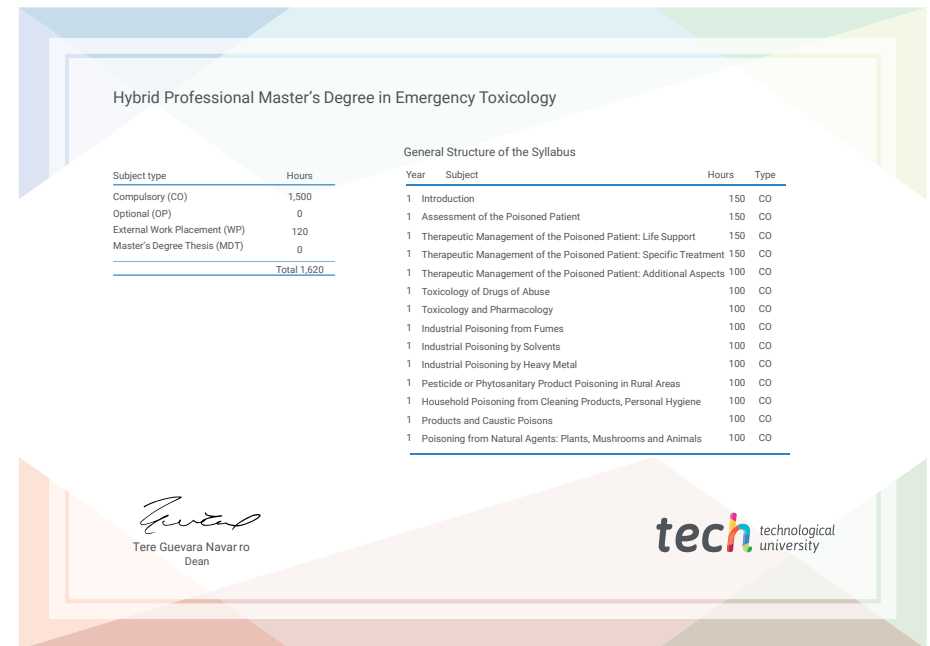 Hybrid Professional Master's Degree in Emergency Toxicology
Subject type Hours
Compulsory (CO) 1,500
Optional (OP) 0
External Work Placement (WP) 120
Master's Degree Thesis (MDT) 0
Total 1,620
General Structure of the Syllabus
Year Subject Hours Type
1 Introduction 150 CO
1 Assessment of the Poisoned Patient 150 CO
1 Therapeutic Management of the Poisoned Patient: Life Support 150 CO
1 Therapeutic Management of the Poisoned Patient: Specific Treatment 150 CO
1 Therapeutic Management of the Poisoned Patient: Additional Aspects 100 CO
1 Toxicology of Drugs of Abuse 100 CO
1 Toxicology and Pharmacology 100 CO
1 Industrial Poisoning from Fumes 100 CO
1 Industrial Poisoning by Solvents 100 CO
1 Industrial Poisoning by Heavy Metal 100 CO
1 Pesticide or Phytosanitary Product Poisoning in Rural Areas 100 CO
1 Household Poisoning from Cleaning Products, Personal Hygiene 100 CO
1 Products and Caustic Poisons 100 CO
1 Poisoning from Natural Agents: Plants, Mushrooms and Animals 100 CO
Tere Guevara Navarro
Dean
tech technological
university